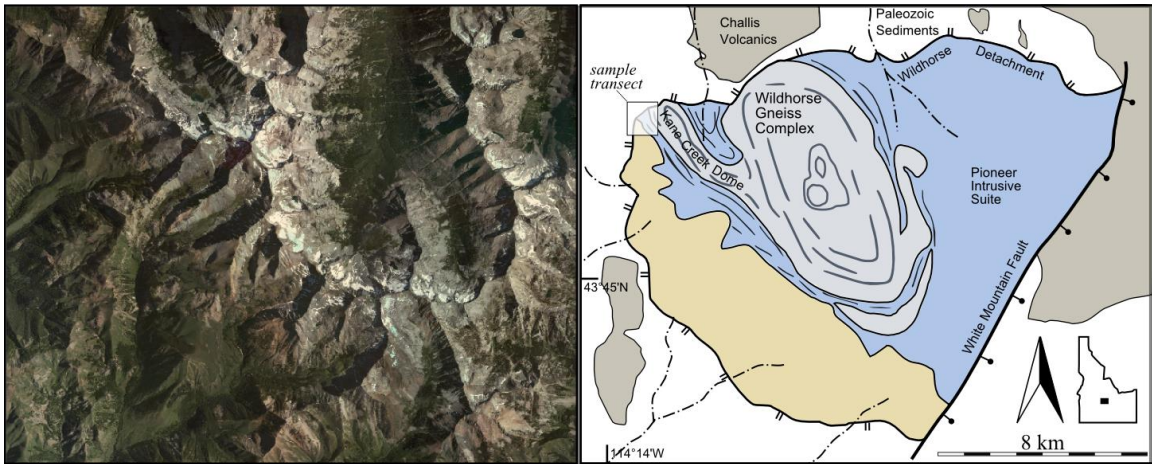 Challis
Volcanics
Paleozoic
Sediments
Wildhorse
Detachment
sample
transect
Wildhorse
Gneiss
Complex
Kane Creek Dome
Pioneer
Intrusive
Suite
43°45'N
White Mountain Fault
8 km
114°14'W